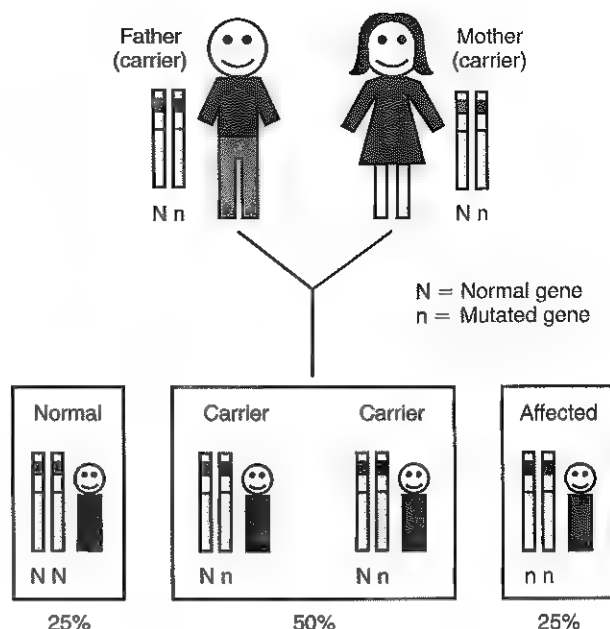 Father
(carrier)
Mother
(carrier)
N n
N n
N = Normal gene
n = Mutated gene
Normal
Carrier
Carrier
Affected
N N
N n
N n
n n
25%
50%
25%